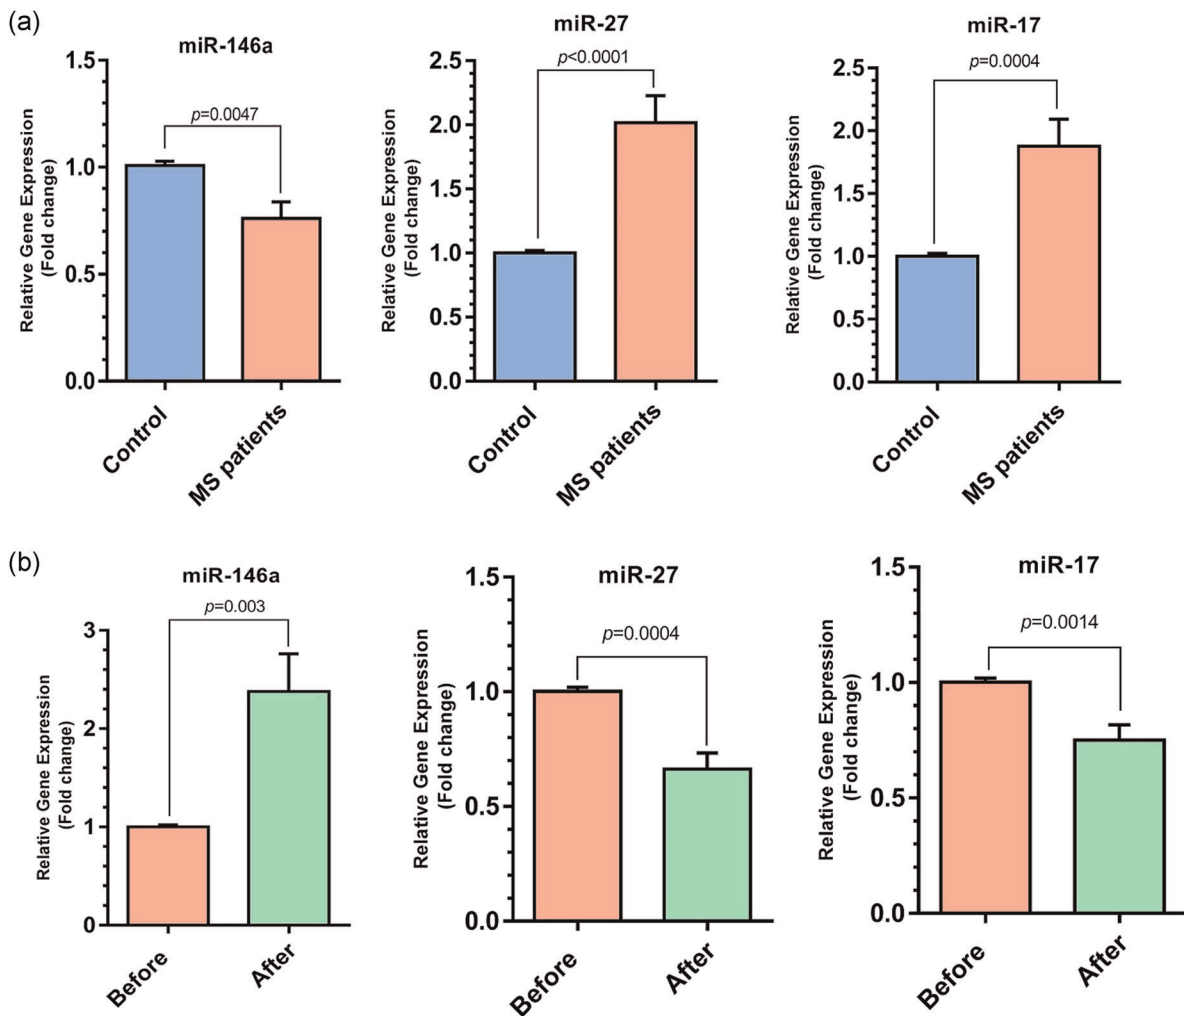 (a)
miR-146a
p=0.0047
Relative Gene Expression
(Fold change)
1.5
1.0
0.5
0.0
Control
MS patients
miR-27
p<0.0001
Relative Gene Expression
(Fold change)
2.5
2.0
1.5
1.0
0.5
0.0
Control
MS patients
miR-17
p=0.0004
Relative Gene Expression
(Fold change)
2.5
2.0
1.5
1.0
0.5
0.0
Control
MS patients
(b)
miR-146a
p=0.003
Relative Gene Expression
(Fold change)
3
2
1
0
Before
After
miR-27
p=0.0004
Relative Gene Expression
(Fold change)
1.5
1.0
0.5
0.0
Before
After
miR-17
p=0.0014
Relative Gene Expression
(Fold change)
1.5
1.0
0.5
0.0
Before
After